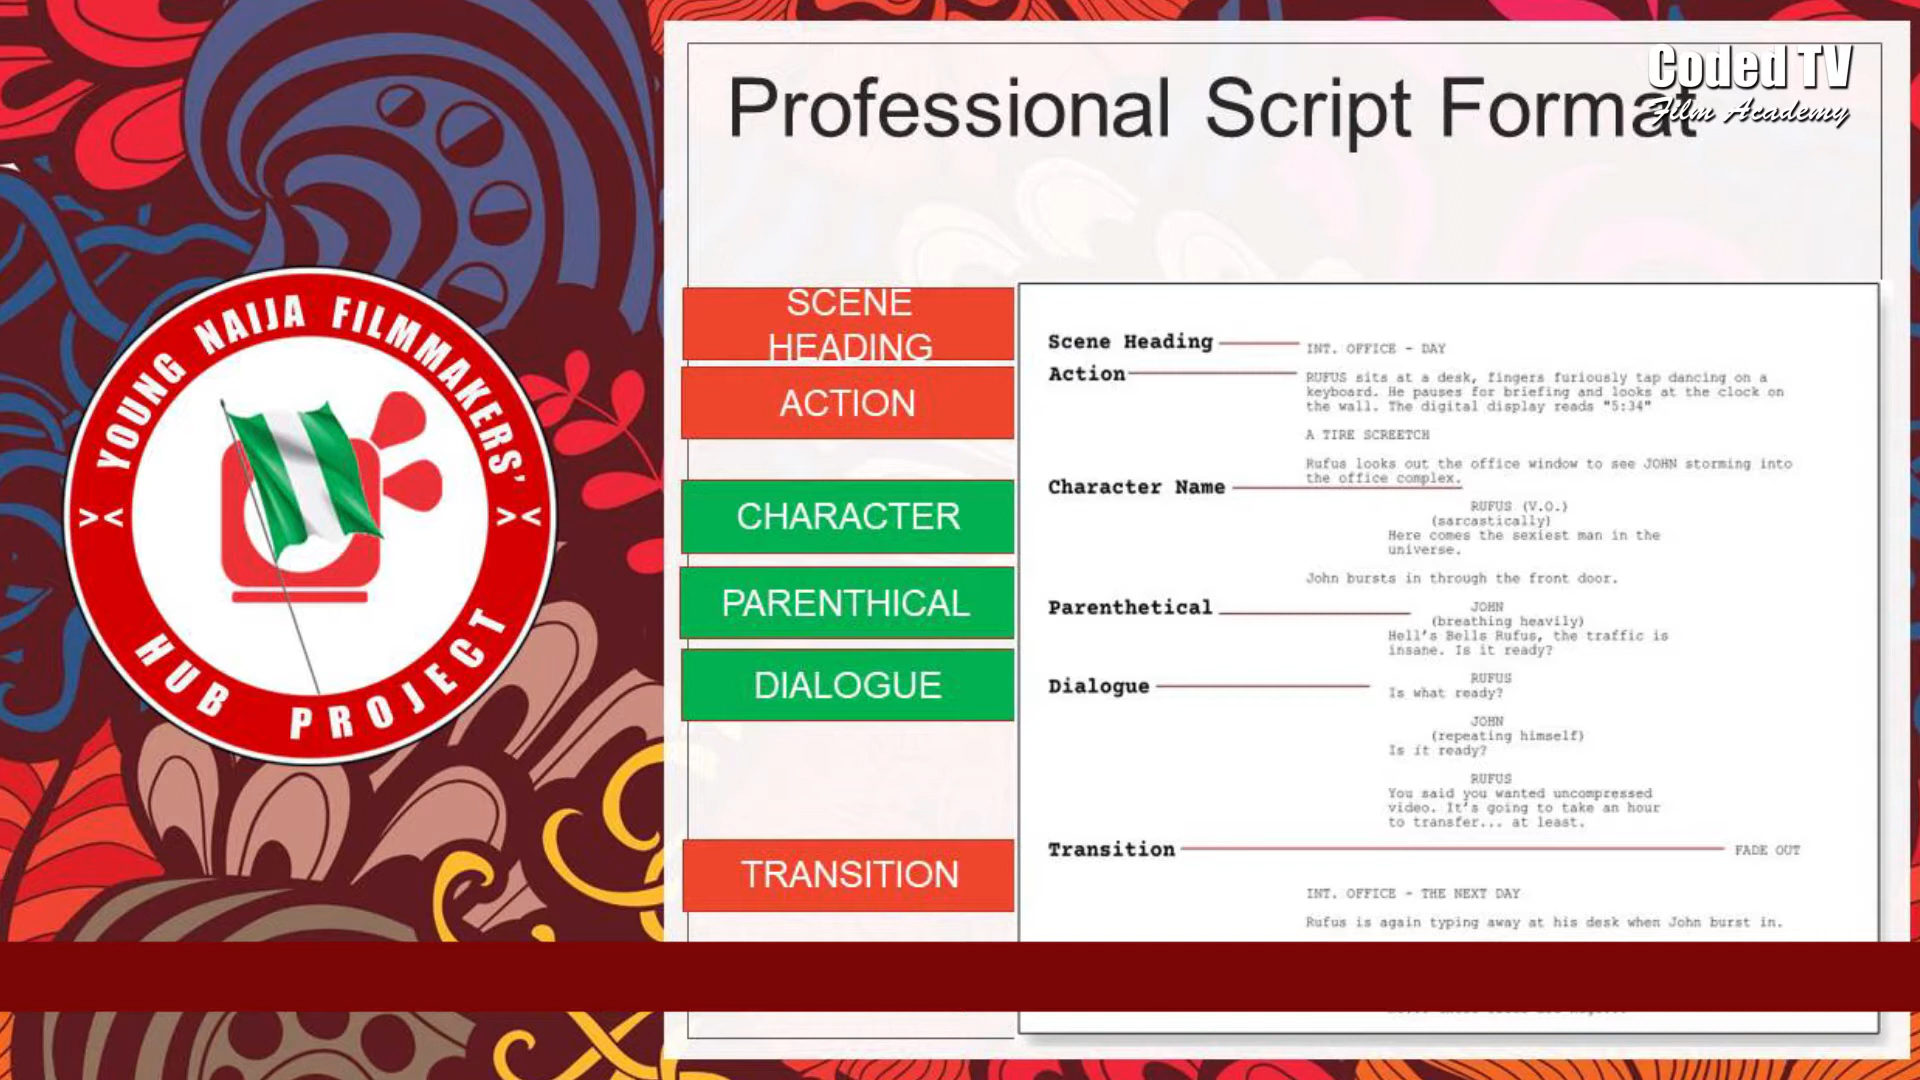 Coded TV
Film Academy
Professional Script Format
YOUNG NAIJA FILMMAKERS'
HUB PROJECT
SCENE
HEADING
ACTION
CHARACTER
PARENTHICAL
DIALOGUE
TRANSITION
Scene Heading
INT. OFFICE - DAY
Action
RUFUS sits at a desk, fingers furiously tap dancing on a
keyboard. He pauses for briefing and looks at the clock on
the wall. The digital display reads "5:34"
A TIRE SCREETCH
Rufus looks out the office window to see JOHN storming into
the office complex.
Character Name
RUFUS (V.O.)
(sarcastically)
Here comes the sexiest man in the
universe.
John bursts in through the front door.
Parenthetical
JOHN
(breathing heavily)
Hell's Bells Rufus, the traffic is
insane. Is it ready?
Dialogue
RUFUS
Is what ready?
JOHN
(repeating himself)
Is it ready?
RUFUS
You said you wanted uncompressed
video. It's going to take an hour
to transfer... at least.
Transition
FADE OUT
INT. OFFICE - THE NEXT DAY
Rufus is again typing away at his desk when John burst in.